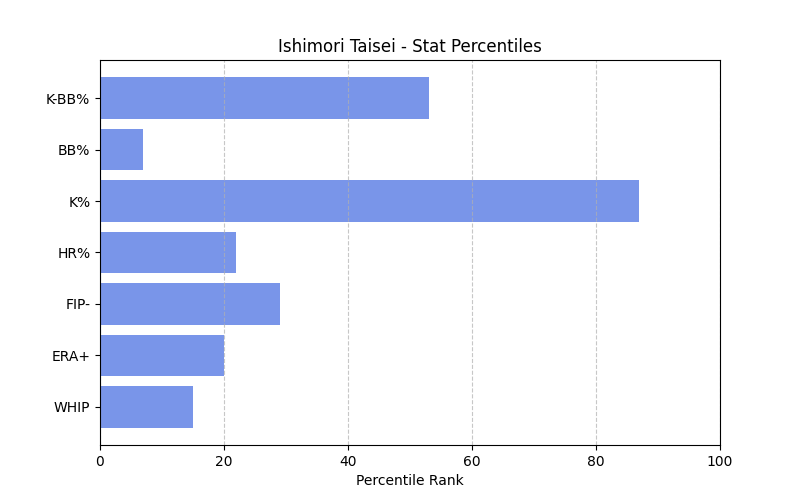 Ishimori Taisei - Stat Percentiles
K-BB%
BB%
K%
HR%
FIP-
ERA+
WHIP
0 20 40 60 80 100
Percentile Rank